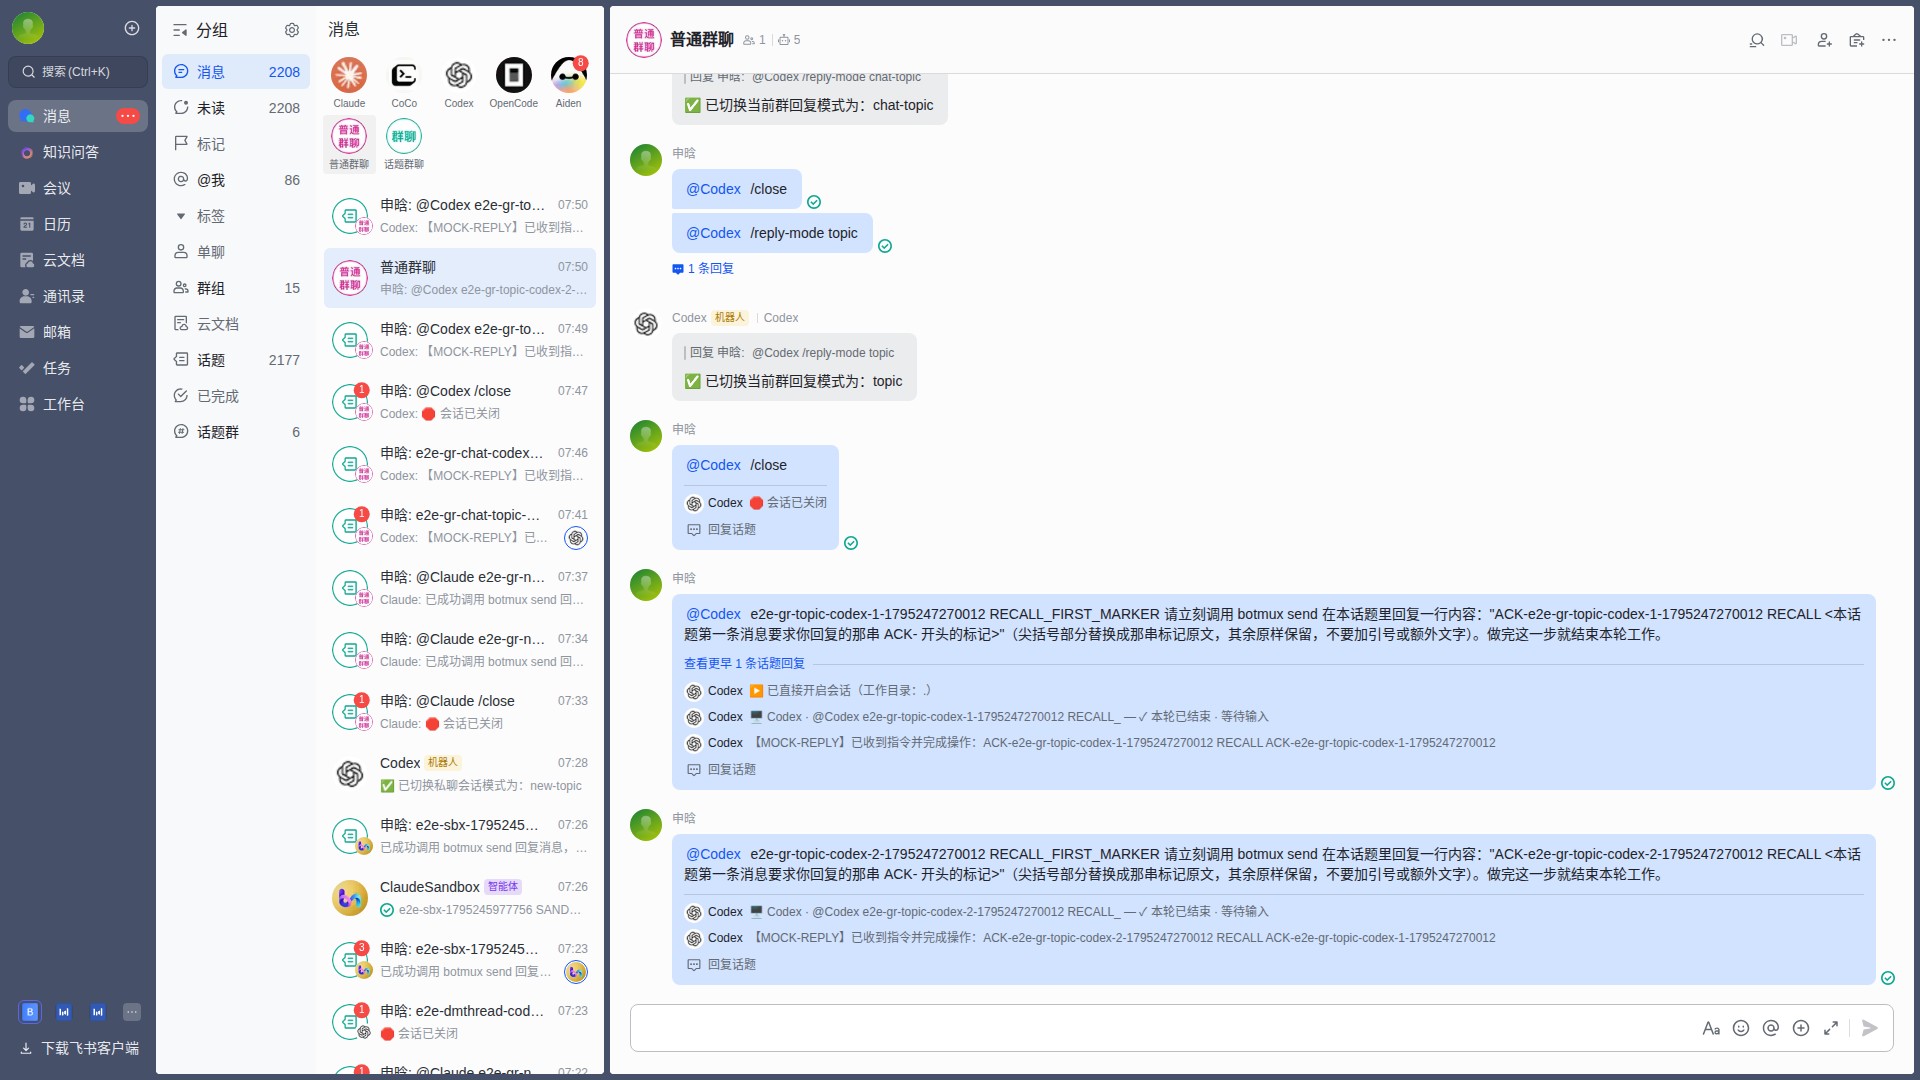 搜索 (Ctrl+K)
消息
知识问答
会议
日历
云文档
通讯录
邮箱
任务
工作台
B
下载飞书客户端
分组
消息 2208
未读 2208
标记
@我 86
标签
单聊
群组 15
云文档
话题 2177
已完成
话题群 6
消息
8
Claude
CoCo
Codex
OpenCode
Aiden
普通
群聊
普通群聊
群聊
话题群聊
申晗: @Codex e2e-gr-to… 07:50
Codex: 【MOCK-REPLY】已收到指…
普通群聊 07:50
申晗: @Codex e2e-gr-topic-codex-2-…
申晗: @Codex e2e-gr-to… 07:49
Codex: 【MOCK-REPLY】已收到指…
1
申晗: @Codex /close 07:47
Codex: 🛑 会话已关闭
申晗: e2e-gr-chat-codex… 07:46
Codex: 【MOCK-REPLY】已收到指…
1
申晗: e2e-gr-chat-topic-… 07:41
Codex: 【MOCK-REPLY】已…
申晗: @Claude e2e-gr-n… 07:37
Claude: 已成功调用 botmux send 回…
申晗: @Claude e2e-gr-n… 07:34
Claude: 已成功调用 botmux send 回…
1
申晗: @Claude /close 07:33
Claude: 🛑 会话已关闭
Codex 机器人 07:28
✅ 已切换私聊会话模式为：new-topic
申晗: e2e-sbx-1795245… 07:26
已成功调用 botmux send 回复消息，…
ClaudeSandbox 智能体 07:26
e2e-sbx-1795245977756 SAND…
3
申晗: e2e-sbx-1795245… 07:23
已成功调用 botmux send 回复…
1
申晗: e2e-dmthread-cod… 07:23
🛑 会话已关闭
1
申晗: @Claude e2e-gr-n… 07:22
普通
群聊
普通群聊 1 5
回复 申晗：@Codex /reply-mode chat-topic
✅ 已切换当前群回复模式为：chat-topic
申晗
@Codex /close
@Codex /reply-mode topic
1 条回复
Codex 机器人 Codex
回复 申晗：@Codex /reply-mode topic
✅ 已切换当前群回复模式为：topic
申晗
@Codex /close
Codex 🛑 会话已关闭
回复话题
申晗
@Codex e2e-gr-topic-codex-1-1795247270012 RECALL_FIRST_MARKER 请立刻调用 botmux send 在本话题里回复一行内容："ACK-e2e-gr-topic-codex-1-1795247270012 RECALL <本话
题第一条消息要求你回复的那串 ACK- 开头的标记>"（尖括号部分替换成那串标记原文，其余原样保留，不要加引号或额外文字）。做完这一步就结束本轮工作。
查看更早 1 条话题回复
Codex ▶️ 已直接开启会话（工作目录：.）
Codex 🖥️ Codex · @Codex e2e-gr-topic-codex-1-1795247270012 RECALL_ — ✓ 本轮已结束 · 等待输入
Codex 【MOCK-REPLY】已收到指令并完成操作：ACK-e2e-gr-topic-codex-1-1795247270012 RECALL ACK-e2e-gr-topic-codex-1-1795247270012
回复话题
申晗
@Codex e2e-gr-topic-codex-2-1795247270012 RECALL_FIRST_MARKER 请立刻调用 botmux send 在本话题里回复一行内容："ACK-e2e-gr-topic-codex-2-1795247270012 RECALL <本话
题第一条消息要求你回复的那串 ACK- 开头的标记>"（尖括号部分替换成那串标记原文，其余原样保留，不要加引号或额外文字）。做完这一步就结束本轮工作。
Codex 🖥️ Codex · @Codex e2e-gr-topic-codex-2-1795247270012 RECALL_ — ✓ 本轮已结束 · 等待输入
Codex 【MOCK-REPLY】已收到指令并完成操作：ACK-e2e-gr-topic-codex-2-1795247270012 RECALL ACK-e2e-gr-topic-codex-1-1795247270012
回复话题
Aa